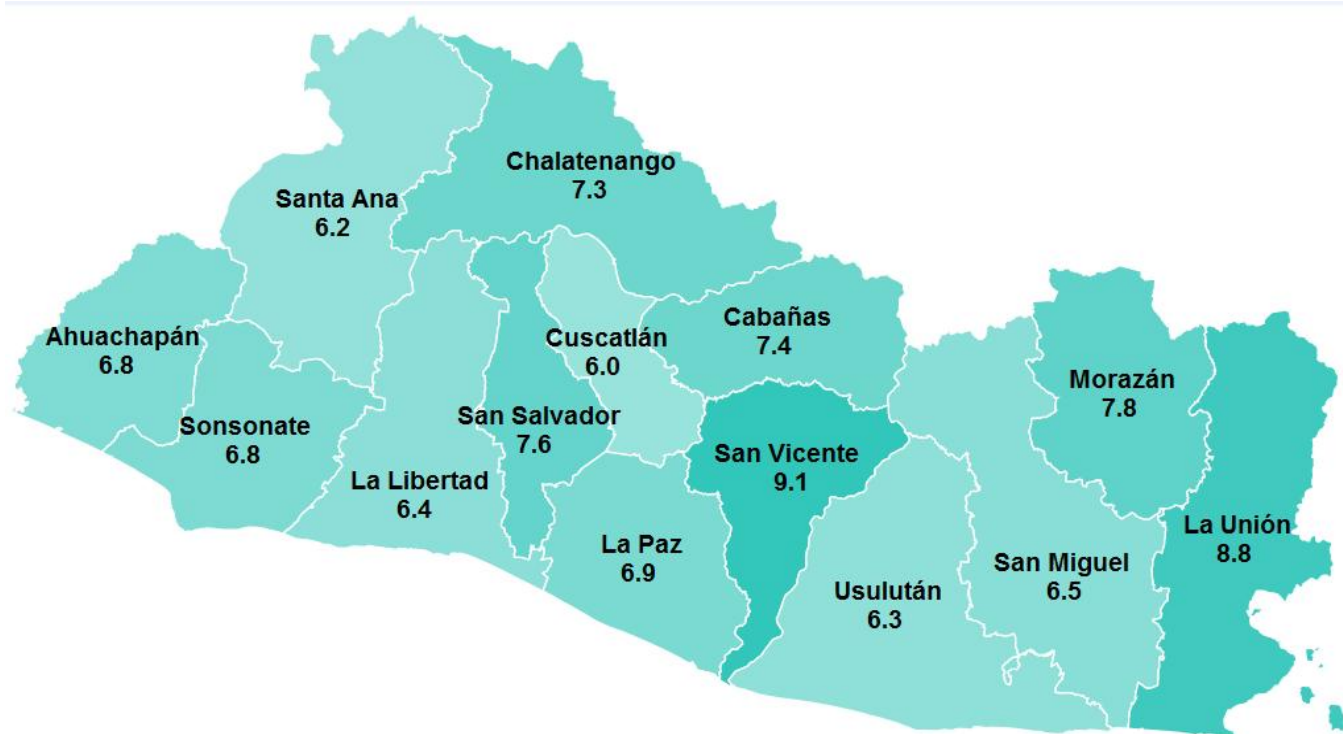 Chalatenango
7.3
Santa Ana
6.2
Ahuachapán
6.8
Cuscatlán
6.0
Cabañas
7.4
Morazán
7.8
Sonsonate
6.8
San Salvador
7.6
San Vicente
9.1
La Libertad
6.4
La Unión
8.8
La Paz
6.9
San Miguel
6.5
Usulután
6.3